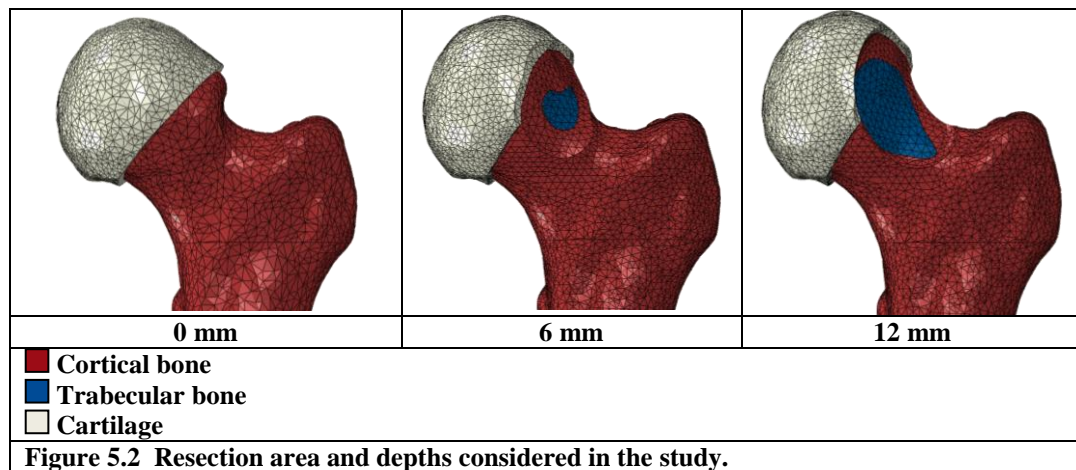 0 mm
6 mm
12 mm
Cortical bone
Trabecular bone
Cartilage
Figure 5.2 Resection area and depths considered in the study.